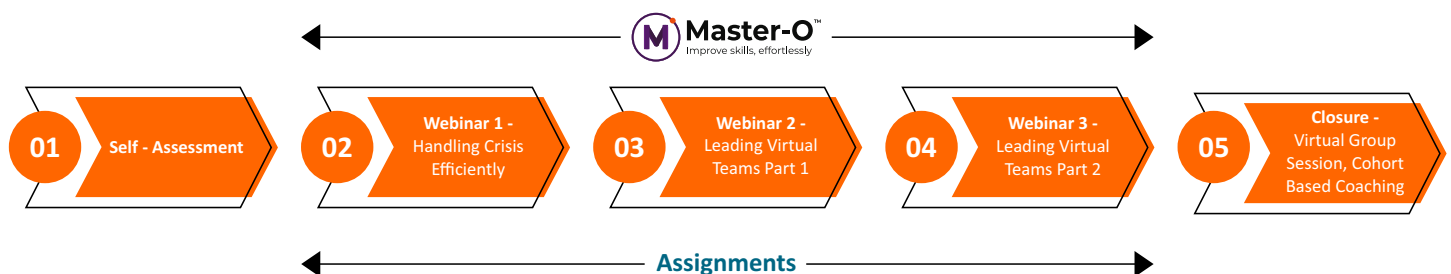 M Master-O™
Improve skills, effortlessly
01
Self - Assessment
02
Webinar 1 -
Handling Crisis
Efficiently
03
Webinar 2 -
Leading Virtual
Teams Part 1
04
Webinar 3 -
Leading Virtual
Teams Part 2
05
Closure -
Virtual Group
Session, Cohort
Based Coaching
Assignments